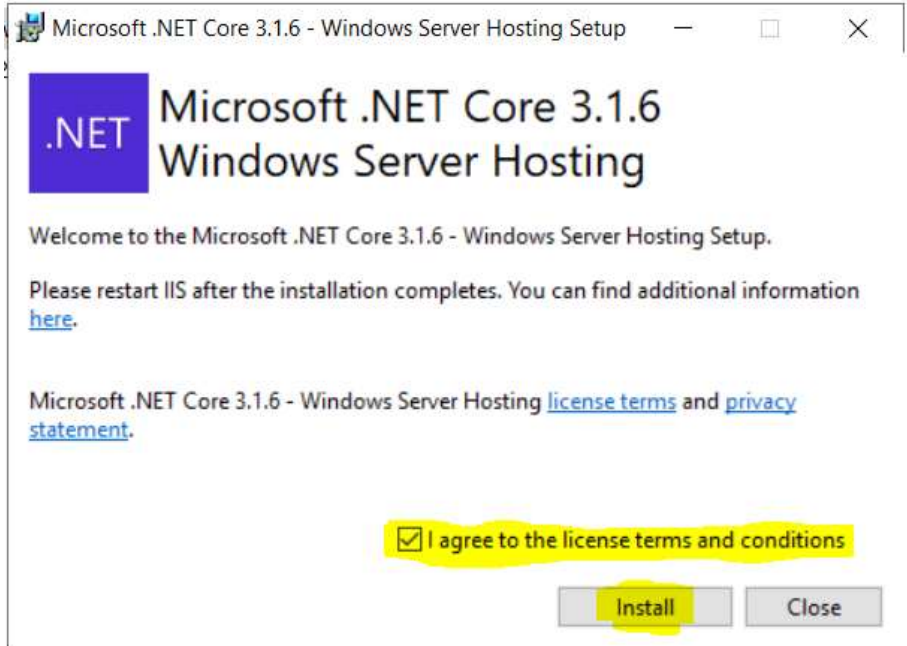 Microsoft .NET Core 3.1.6 - Windows Server Hosting Setup
.NET
Microsoft .NET Core 3.1.6
Windows Server Hosting
Welcome to the Microsoft .NET Core 3.1.6 - Windows Server Hosting Setup.
Please restart IIS after the installation completes. You can find additional information
here.
Microsoft .NET Core 3.1.6 - Windows Server Hosting license terms and privacy
statement.
I agree to the license terms and conditions
Install
Close